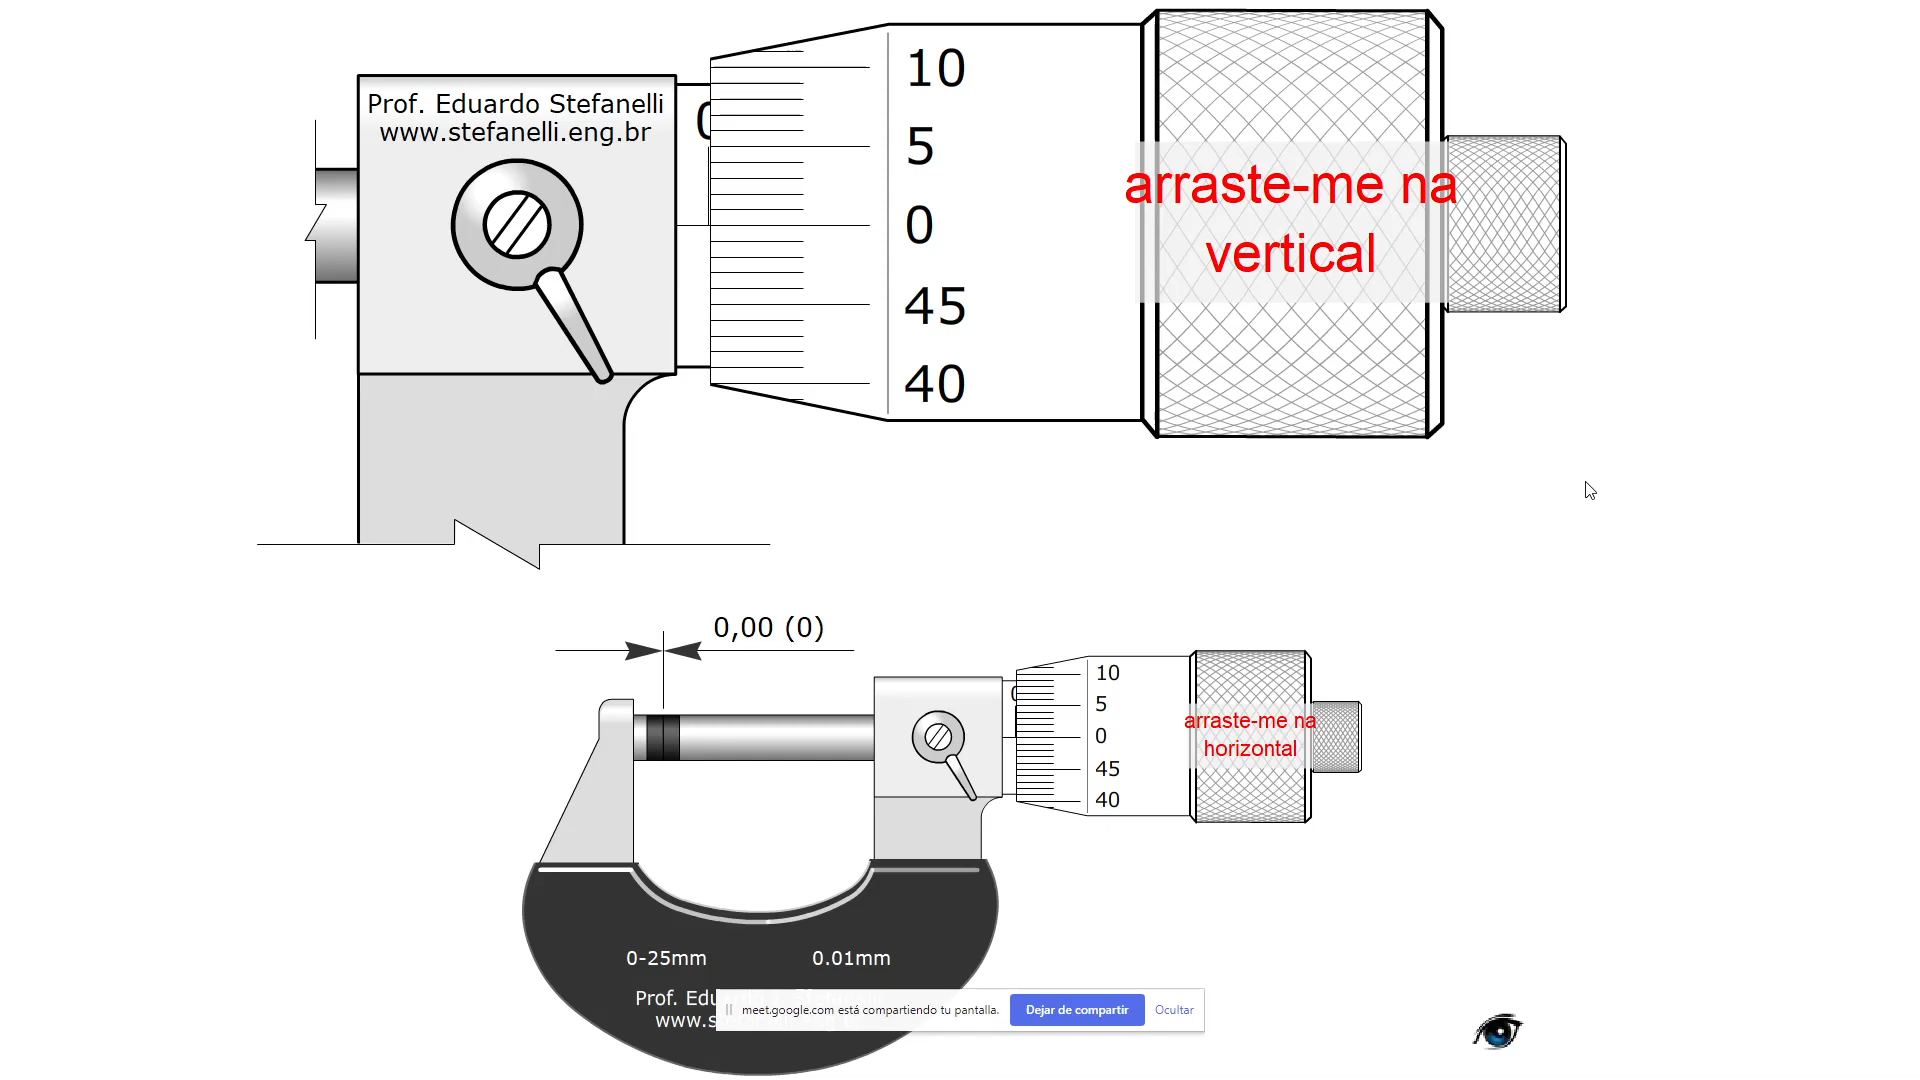 Prof. Eduardo Stefanelli
www.stefanelli.eng.br
0
10
5
0
45
40
arraste-me na
vertical
0,00 (0)
0
10
5
0
45
40
arraste-me na
horizontal
0-25mm 0.01mm
Prof.
meet.google.com está compartiendo tu pantalla. Dejar de compartir Ocultar